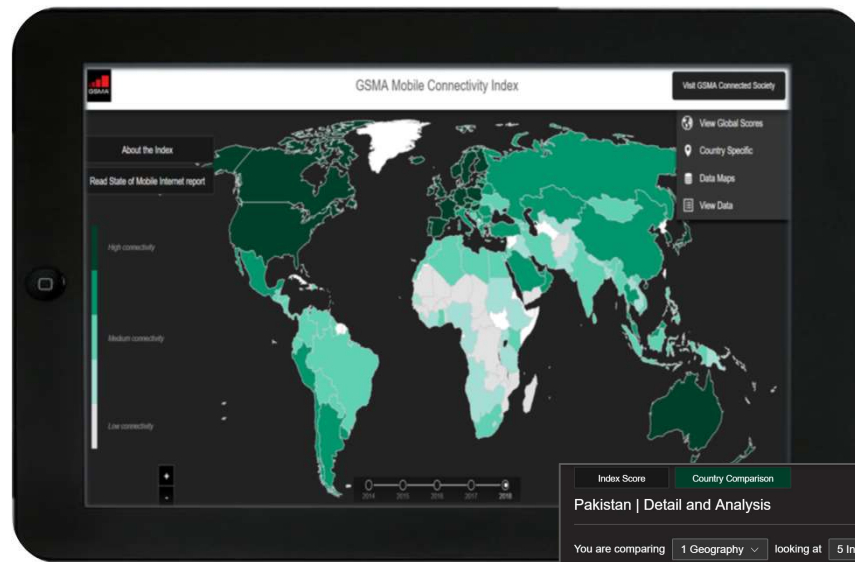 GSMA
GSMA Mobile Connectivity Index
Visit GSMA Connected Society
View Global Scores
Country Specific
Data Maps
View Data
About the Index
Read State of Mobile Internet report
High connectivity
Medium connectivity
Low connectivity
+
-
2014 2015 2016 2017 2018
Index Score Country Comparison
Pakistan | Detail and Analysis
You are comparing 1 Geography looking at 5 In